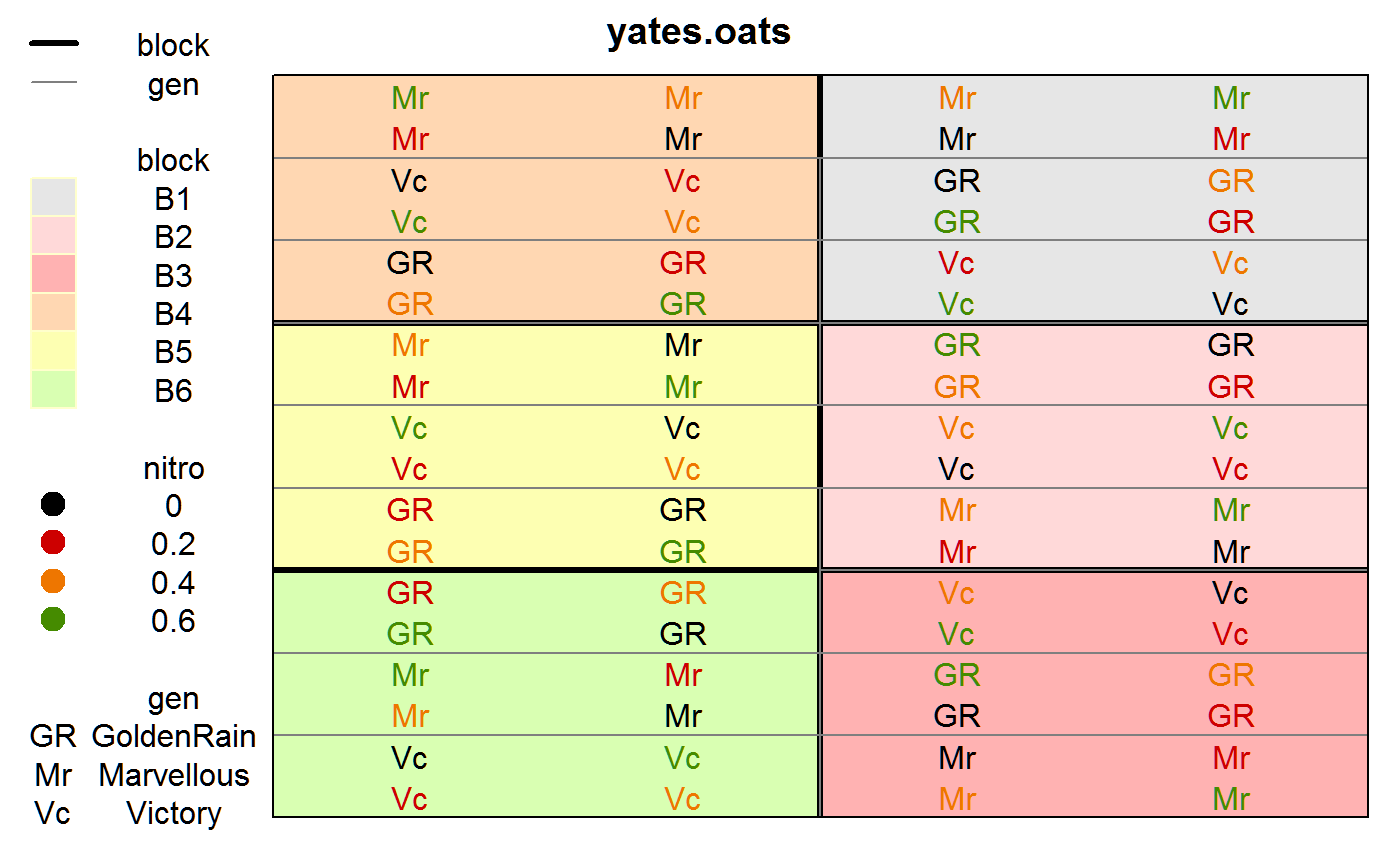 yates.oats
block
gen
block
B1
B2
B3
B4
B5
B6
nitro
0
0.2
0.4
0.6
gen
GR GoldenRain
Mr Marvellous
Vc Victory
Mr Mr Mr Mr
Mr Mr Mr Mr
Vc Vc GR GR
Vc Vc GR GR
GR GR Vc Vc
GR GR Vc Vc
Mr Mr GR GR
Mr Mr GR GR
Vc Vc Vc Vc
Vc Vc Vc Vc
GR GR Mr Mr
GR GR Mr Mr
GR GR Vc Vc
GR GR Vc Vc
Mr Mr GR GR
Mr Mr GR GR
Vc Vc Mr Mr
Vc Vc Mr Mr